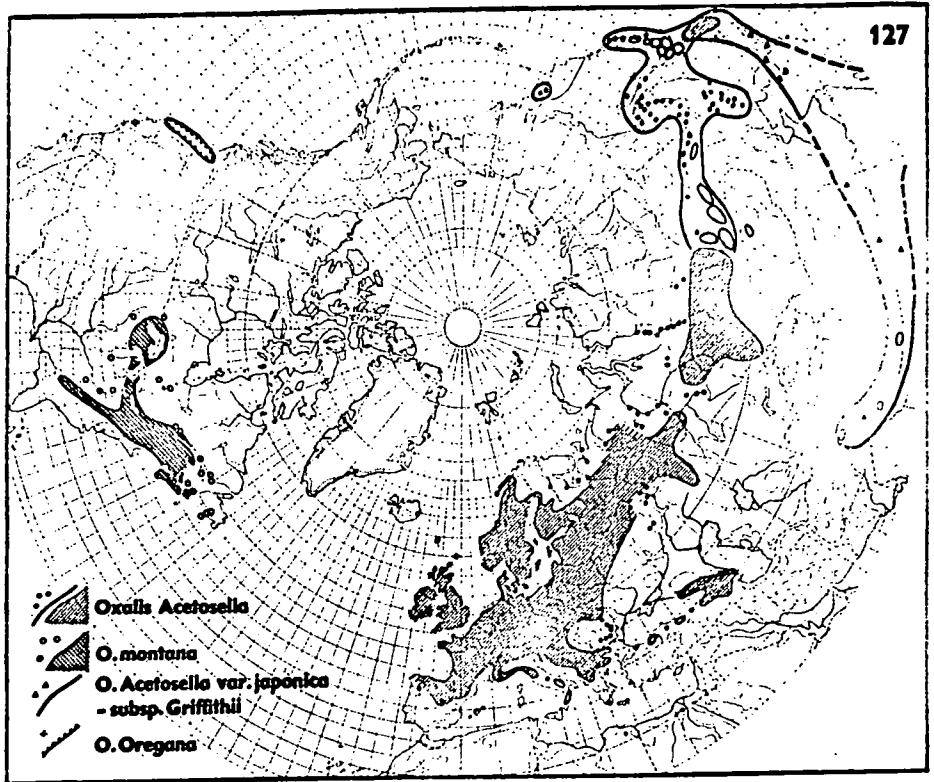 127
Oxalis Acetosella
O. montana
O. Acetosella var. japonica
- subsp. Griffithii
O. Oregana